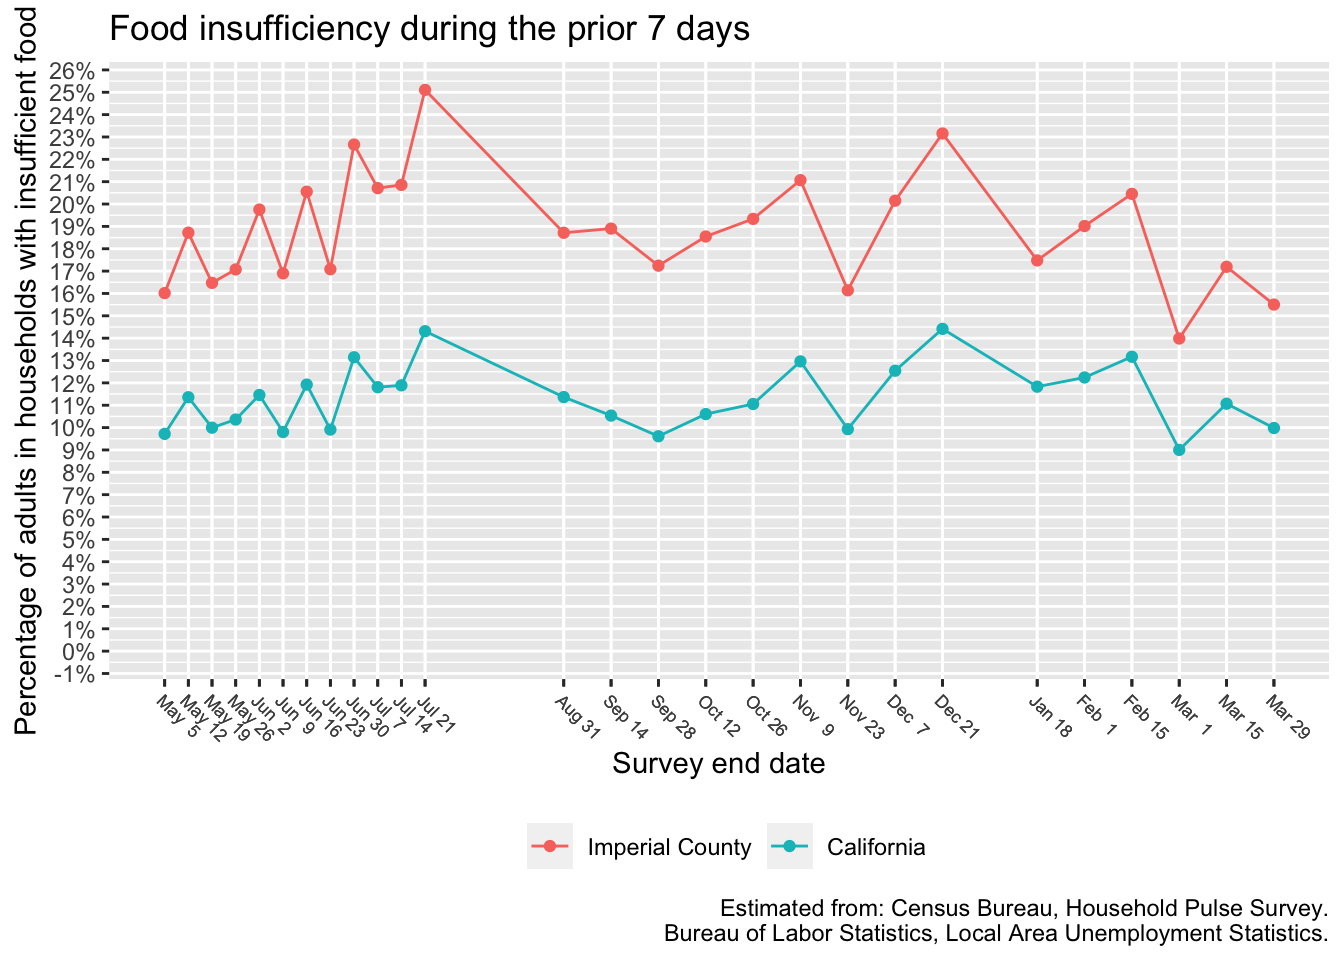 Food insufficiency during the prior 7 days
Percentage of adults in households with insufficient food
26%
25%
24%
23%
22%
21%
20%
19%
18%
17%
16%
15%
14%
13%
12%
11%
10%
9%
8%
7%
6%
5%
4%
3%
2%
1%
0%
-1%
May 5
May 12
May 19
May 26
Jun 2
Jun 9
Jun 16
Jun 23
Jun 30
Jul 7
Jul 14
Jul 21
Aug 31
Sep 14
Sep 28
Oct 12
Oct 26
Nov 9
Nov 23
Dec 7
Dec 21
Jan 18
Feb 1
Feb 15
Mar 1
Mar 15
Mar 29
Survey end date
Imperial County
California
Estimated from: Census Bureau, Household Pulse Survey.
Bureau of Labor Statistics, Local Area Unemployment Statistics.